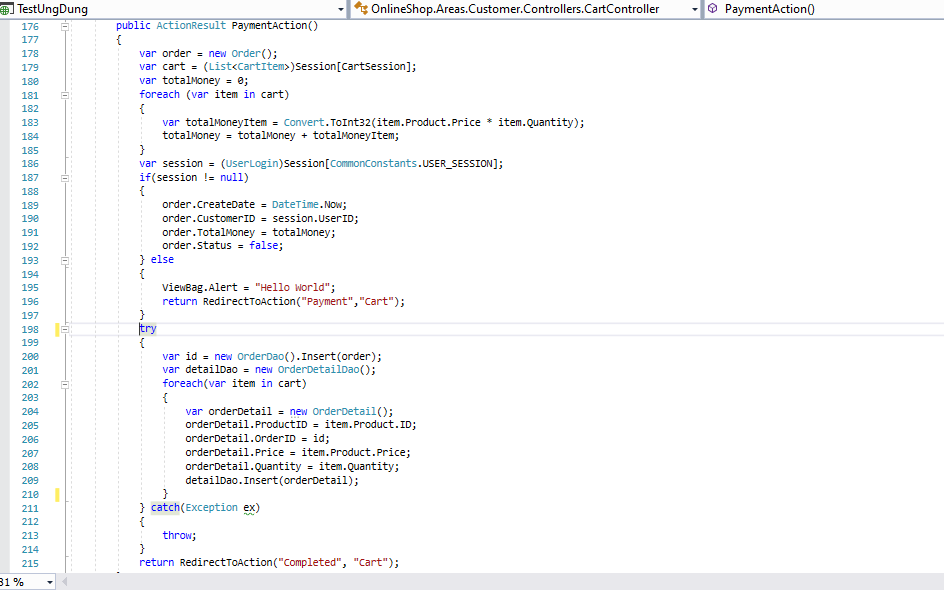 TestUngDung OnlineShop.Areas.Customer.Controllers.CartController PaymentAction()
176 public ActionResult PaymentAction()
177 {
178 var order = new Order();
179 var cart = (List<CartItem>)Session[CartSession];
180 var totalMoney = 0;
181 foreach (var item in cart)
182 {
183 var totalMoneyItem = Convert.ToInt32(item.Product.Price * item.Quantity);
184 totalMoney = totalMoney + totalMoneyItem;
185 }
186 var session = (UserLogin)Session[CommonConstants.USER_SESSION];
187 if(session != null)
188 {
189 order.CreateDate = DateTime.Now;
190 order.CustomerID = session.UserID;
191 order.TotalMoney = totalMoney;
192 order.Status = false;
193 } else
194 {
195 ViewBag.Alert = "Hello World";
196 return RedirectToAction("Payment","Cart");
197 }
198 try
199 {
200 var id = new OrderDao().Insert(order);
201 var detailDao = new OrderDetailDao();
202 foreach(var item in cart)
203 {
204 var orderDetail = new OrderDetail();
205 orderDetail.ProductID = item.Product.ID;
206 orderDetail.OrderID = id;
207 orderDetail.Price = item.Product.Price;
208 orderDetail.Quantity = item.Quantity;
209 detailDao.Insert(orderDetail);
210 }
211 } catch(Exception ex)
212 {
213 throw;
214 }
215 return RedirectToAction("Completed", "Cart");
31 %